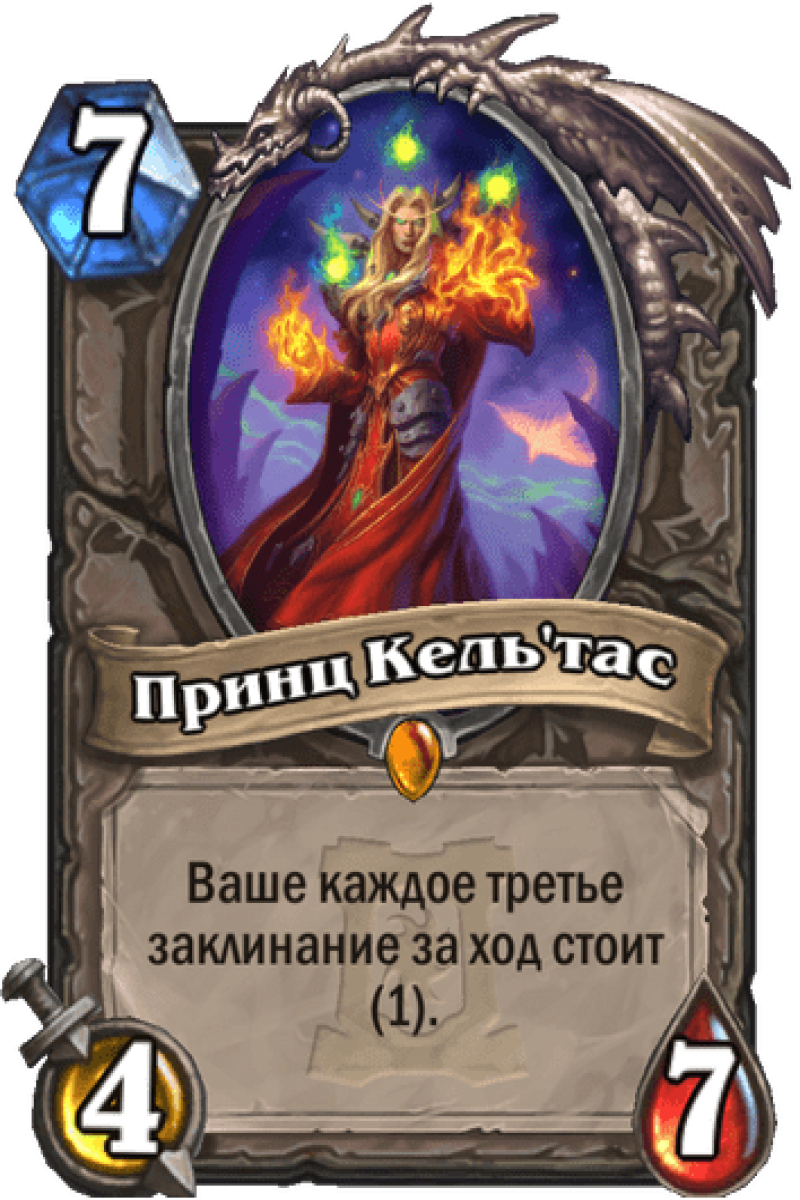 7
Принц Кель'тас
Ваше каждое третье
заклинание за ход стоит
(1).
4
7